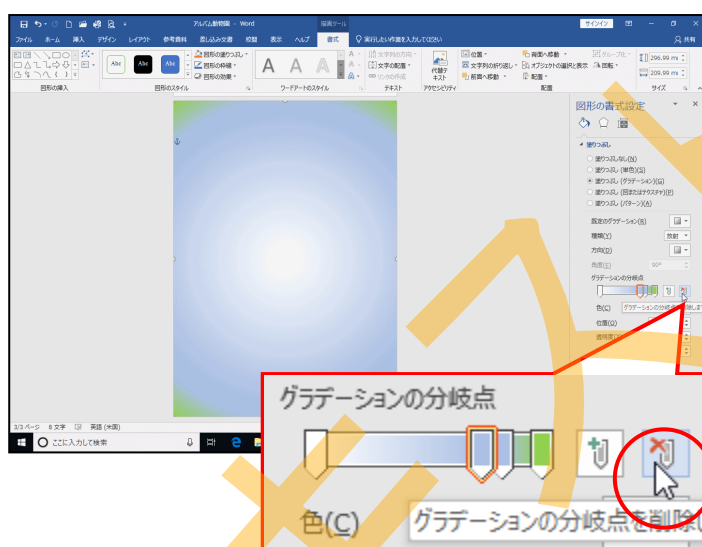 アルバム動物園 - Word
描画ツール
サインイン
ファイル ホーム 挿入 デザイン レイアウト 参考資料 差し込み文書 校閲 表示 ヘルプ 書式 実行したい作業を入力してください 共有
Abc Abc Abc
図形の塗りつぶし
図形の枠線
図形の効果
A A A
文字列の方向
文字の配置
リンクの作成
代替テキスト
位置
文字列の折り返し
前面へ移動
背面へ移動
オブジェクトの選択と表示
配置
グループ化
回転
296.99 mm
209.99 mm
図形の挿入 図形のスタイル ワードアートのスタイル テキスト アクセシビリティ 配置 サイズ
図形の書式設定
塗りつぶし
塗りつぶしなし(N)
塗りつぶし (単色)(S)
塗りつぶし (グラデーション)(G)
塗りつぶし (図またはテクスチャ)(P)
塗りつぶし (パターン)(A)
既定のグラデーション(R)
種類(Y) 放射
方向(D)
角度(E) 90°
グラデーションの分岐点
色(C)
位置(O)
3/3 ページ 8 文字 英語 (米国)
ここに入力して検索
グラデーションの分岐点
色(C) グラデーションの分岐点を削除し